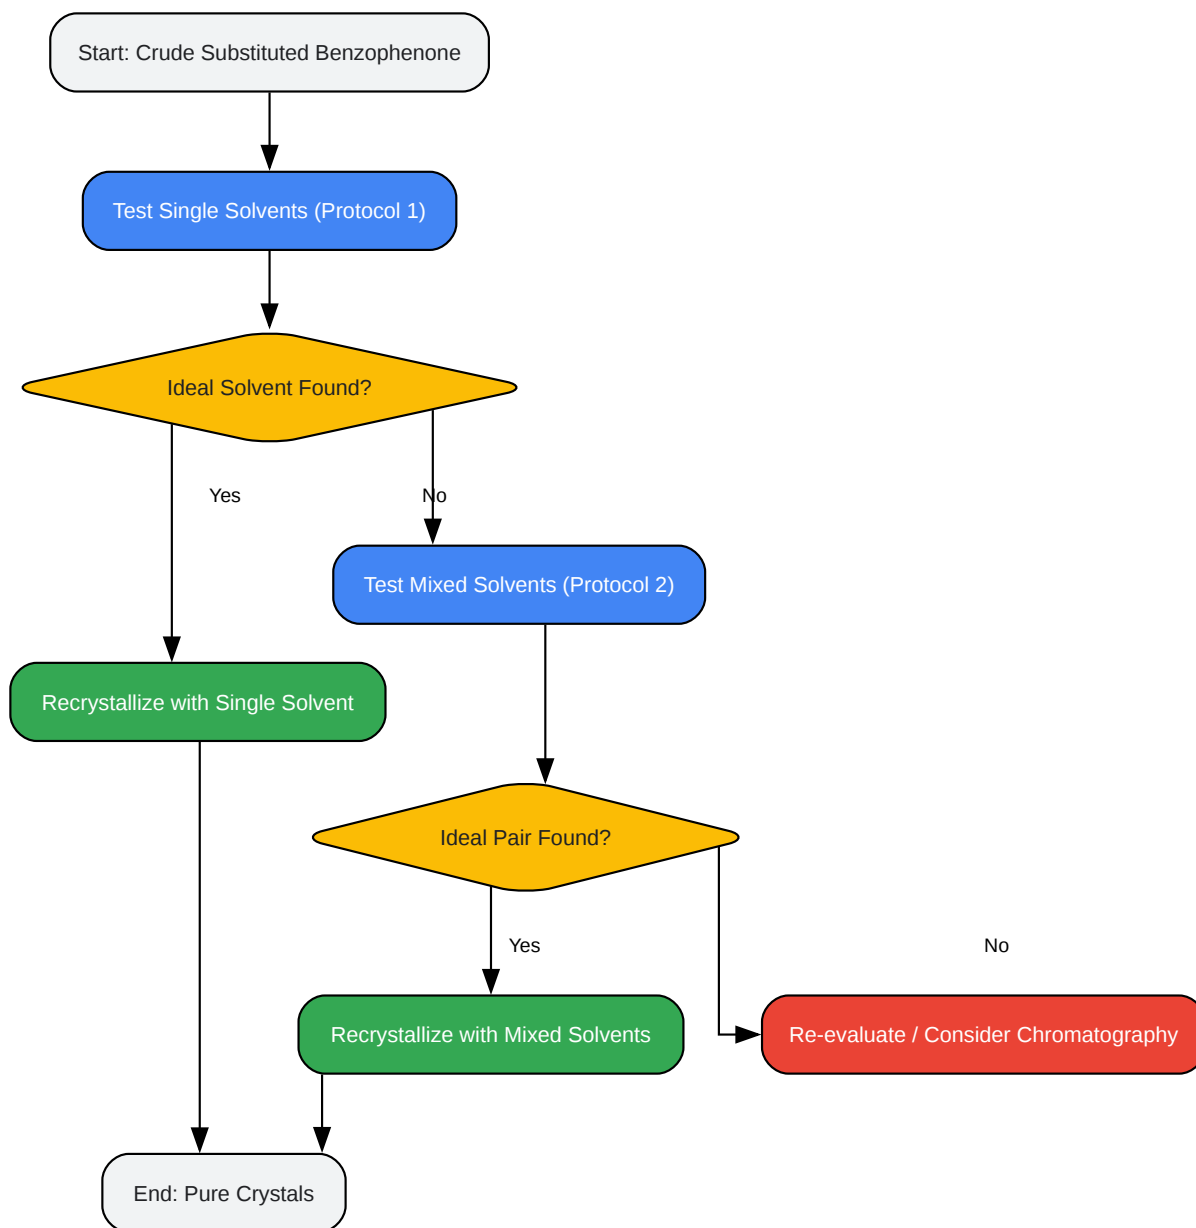 Start: Crude Substituted Benzophenone
Test Single Solvents (Protocol 1)
Ideal Solvent Found?
Yes
No
Test Mixed Solvents (Protocol 2)
Recrystallize with Single Solvent
Ideal Pair Found?
Yes
No
Recrystallize with Mixed Solvents
Re-evaluate / Consider Chromatography
End: Pure Crystals